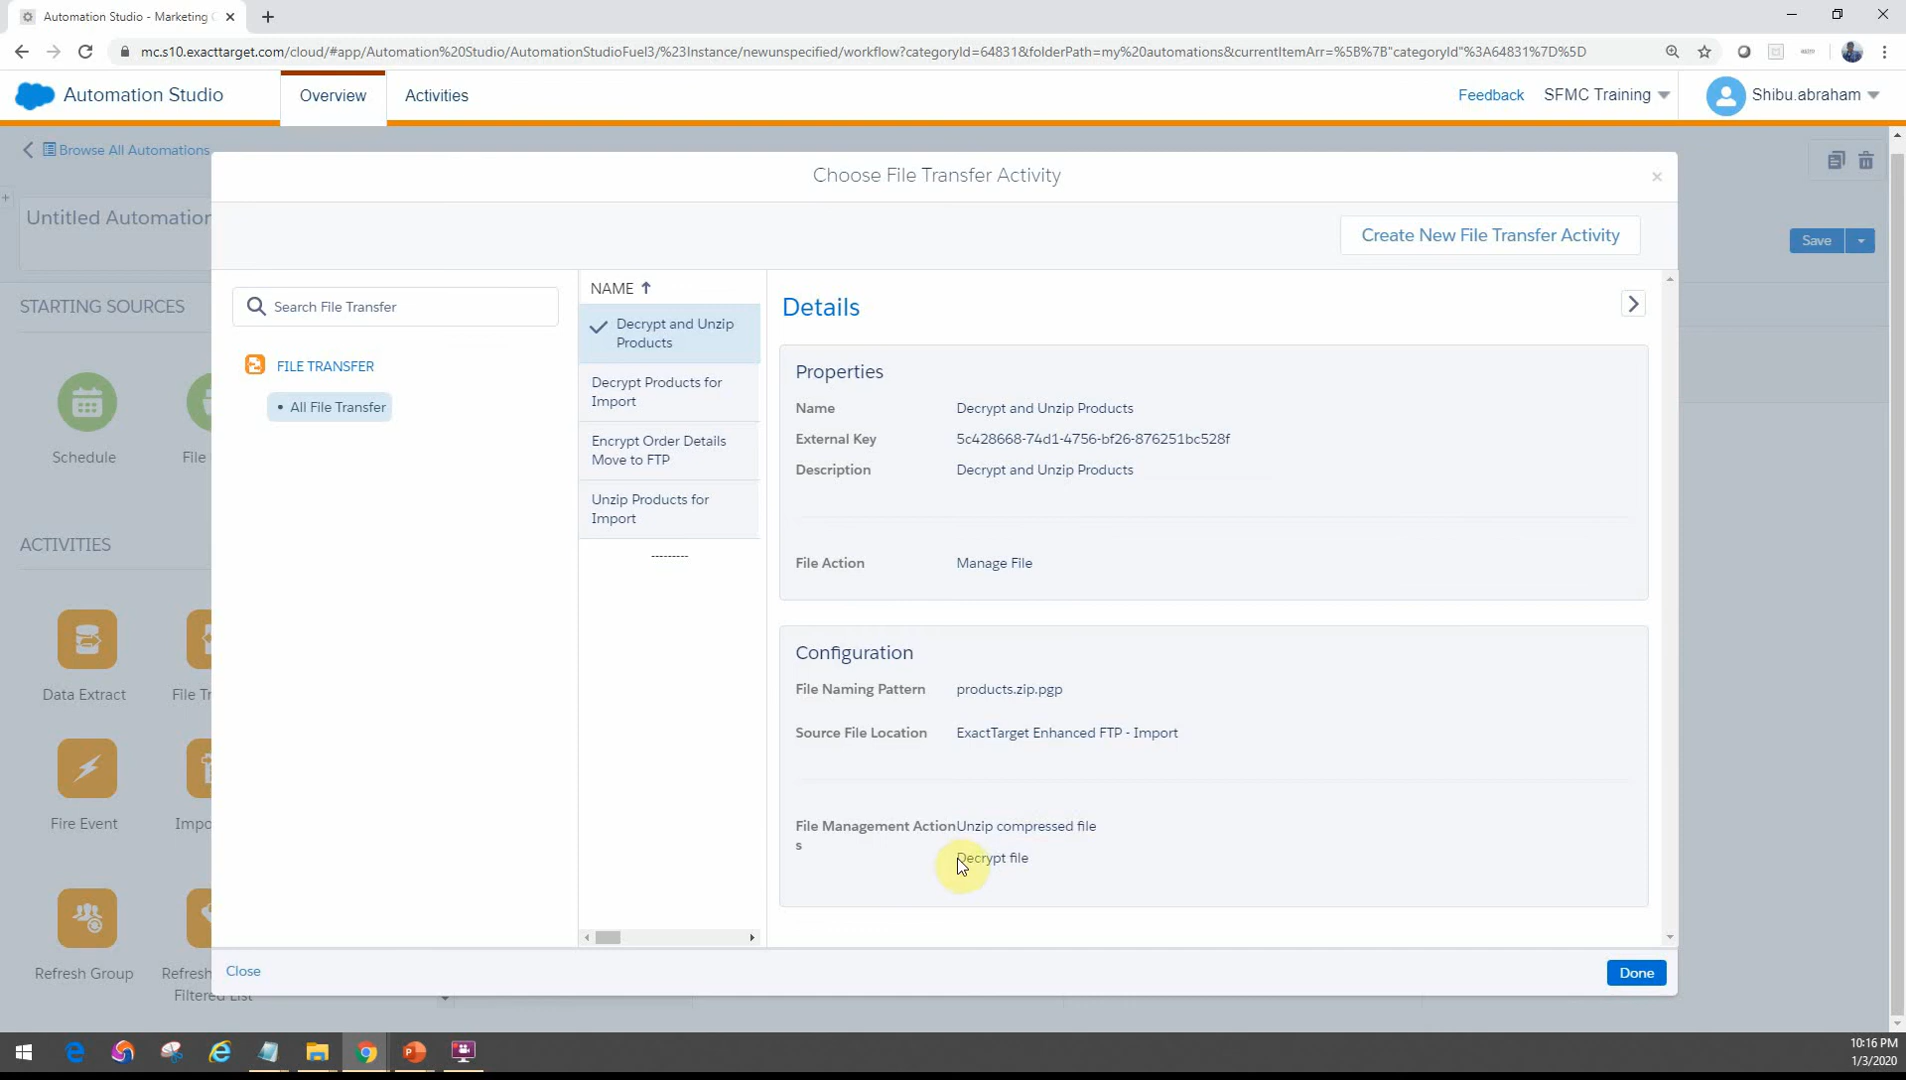 Automation Studio - Marketing C
mc.s10.exacttarget.com/cloud/#app/Automation%20Studio/AutomationStudioFuel3/%23Instance/newunspecified/workflow?categoryId=64831&folderPath=my%20automations&currentItemArr=%5B%7B"categoryId"%3A64831%7D%5D
Automation Studio
Overview
Activities
Feedback
SFMC Training
Shibu.abraham
Browse All Automations
Untitled Automation
Save
STARTING SOURCES
Schedule
File
ACTIVITIES
Data Extract
File Tr
Fire Event
Impo
Refresh Group
Refresh
Filtered List
Choose File Transfer Activity
Create New File Transfer Activity
Search File Transfer
FILE TRANSFER
• All File Transfer
NAME
Decrypt and Unzip
Products
Decrypt Products for
Import
Encrypt Order Details
Move to FTP
Unzip Products for
Import
---------
Details
Properties
Name Decrypt and Unzip Products
External Key 5c428668-74d1-4756-bf26-876251bc528f
Description Decrypt and Unzip Products
File Action Manage File
Configuration
File Naming Pattern products.zip.pgp
Source File Location ExactTarget Enhanced FTP - Import
File Management Action Unzip compressed file
s
Decrypt file
Close
Done
10:16 PM
1/3/2020